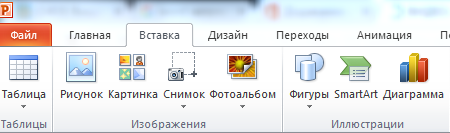 Файл Главная Вставка Дизайн Переходы Анимация
Таблица Рисунок Картинка Снимок Фотоальбом Фигуры SmartArt Диаграмма
Таблицы Изображения Иллюстрации